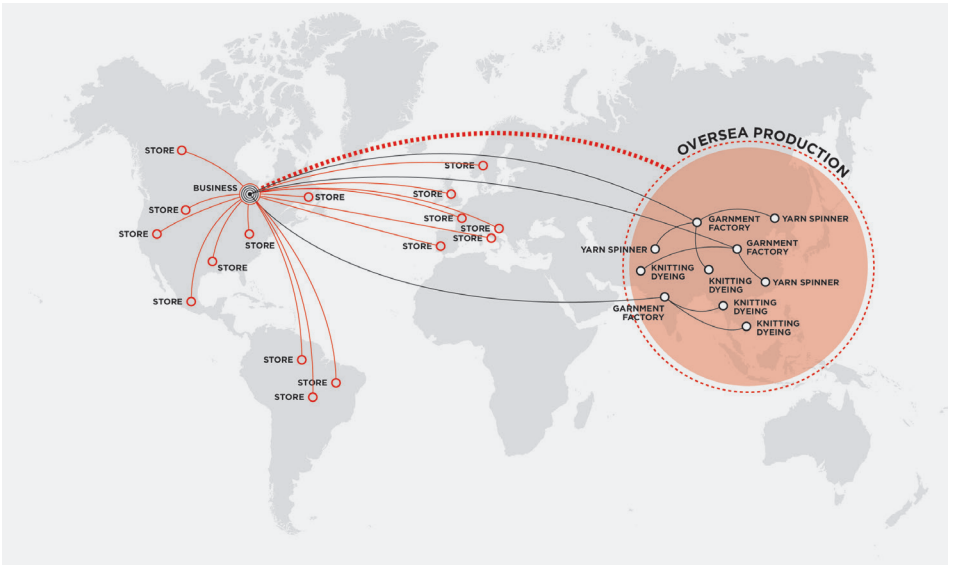 OVERSEA PRODUCTION
STORE
STORE
BUSINESS
STORE
STORE
STORE
STORE
YARN SPINNER
GARNMENT
FACTORY
STORE
STORE
STORE
STORE
STORE
STORE
YARN SPINNER
GARNMENT
FACTORY
STORE
KNITTING
DYEING
KNITTING
DYEING
YARN SPINNER
STORE
GARNMENT
FACTORY
KNITTING
DYEING
KNITTING
DYEING
STORE
STORE
STORE